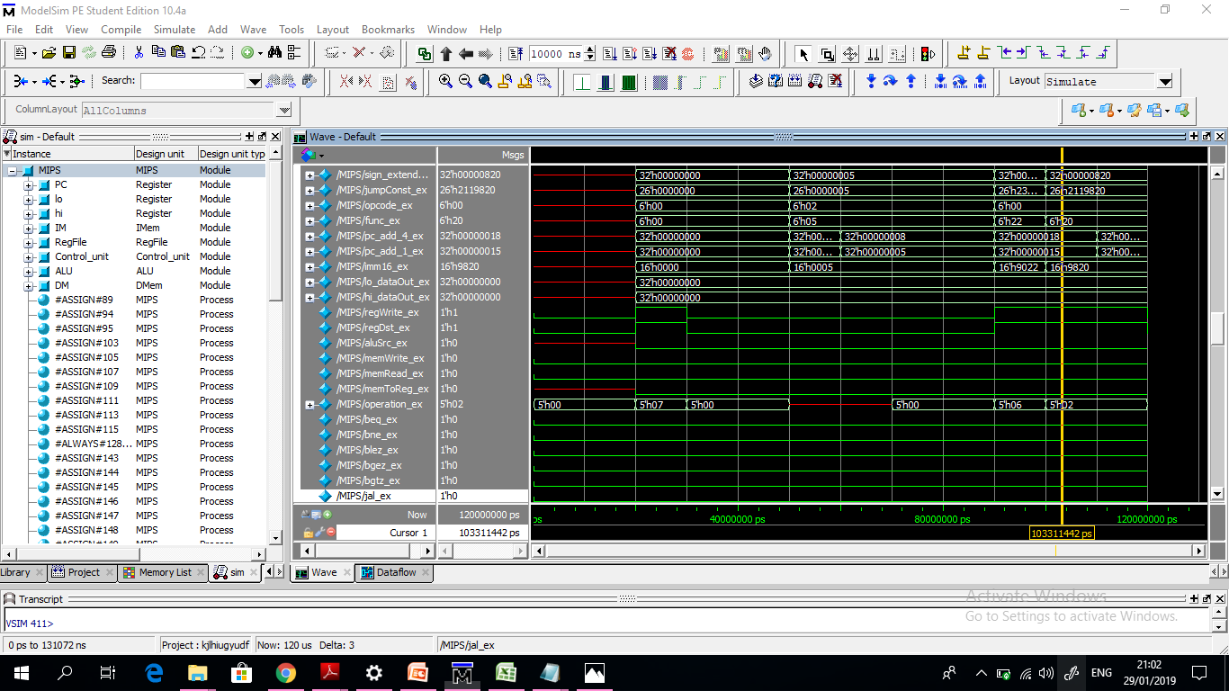 ModelSim PE Student Edition 10.4a
File Edit View Compile Simulate Add Wave Tools Layout Bookmarks Window Help
10000 ns
Search:
Layout Simulate
ColumnLayout AllColumns
sim - Default
Instance Design unit Design unit typ
MIPS MIPS Module
PC Register Module
lo Register Module
hi Register Module
IM IMem Module
RegFile RegFile Module
Control_unit Control_unit Module
ALU ALU Module
DM DMem Module
#ASSIGN#89 MIPS Process
#ASSIGN#94 MIPS Process
#ASSIGN#95 MIPS Process
#ASSIGN#103 MIPS Process
#ASSIGN#105 MIPS Process
#ASSIGN#107 MIPS Process
#ASSIGN#109 MIPS Process
#ASSIGN#111 MIPS Process
#ASSIGN#113 MIPS Process
#ASSIGN#115 MIPS Process
#ALWAYS#128... MIPS Process
#ASSIGN#143 MIPS Process
#ASSIGN#144 MIPS Process
#ASSIGN#145 MIPS Process
#ASSIGN#146 MIPS Process
#ASSIGN#147 MIPS Process
#ASSIGN#148 MIPS Process
Library Project Memory List sim
Wave - Default
Msgs
/MIPS/sign_extend... 32'h00000820 32'h00000000 32'h00000005 32'h00... 32'h00000820
/MIPS/jumpConst_ex 26'h2119820 26'h0000000 26'h0000005 26'h23... 26'h2119820
/MIPS/opcode_ex 6'h00 6'h00 6'h02 6'h00
/MIPS/func_ex 6'h20 6'h00 6'h05 6'h22 6'h20
/MIPS/pc_add_4_ex 32'h00000018 32'h00000000 32'h00... 32'h00000008 32'h00000018 32'h00...
/MIPS/pc_add_1_ex 32'h00000015 32'h00000000 32'h00... 32'h00000005 32'h00000015 32'h00...
/MIPS/imm16_ex 16'h9820 16'h0000 16'h0005 16'h9022 16'h9820
/MIPS/lo_dataOut_ex 32'h00000000 32'h00000000
/MIPS/hi_dataOut_ex 32'h00000000 32'h00000000
/MIPS/regWrite_ex 1'h1
/MIPS/regDst_ex 1'h1
/MIPS/aluSrc_ex 1'h0
/MIPS/memWrite_ex 1'h0
/MIPS/memRead_ex 1'h0
/MIPS/memToReg_ex 1'h0
/MIPS/operation_ex 5'h02 5'h00 5'h07 5'h00 5'h00 5'h06 5'h02
/MIPS/beq_ex 1'h0
/MIPS/bne_ex 1'h0
/MIPS/blez_ex 1'h0
/MIPS/bgez_ex 1'h0
/MIPS/bgtz_ex 1'h0
/MIPS/jal_ex 1'h0
Now 120000000 ps ps 40000000 ps 80000000 ps 120000000 ps
Cursor 1 103311442 ps 103311442 ps
Wave Dataflow
Transcript
VSIM 411>
Activate Windows
Go to Settings to activate Windows.
0 ps to 131072 ns Project : kjlhiugyudf Now: 120 us Delta: 3 /MIPS/jal_ex
ENG
21:02
29/01/2019